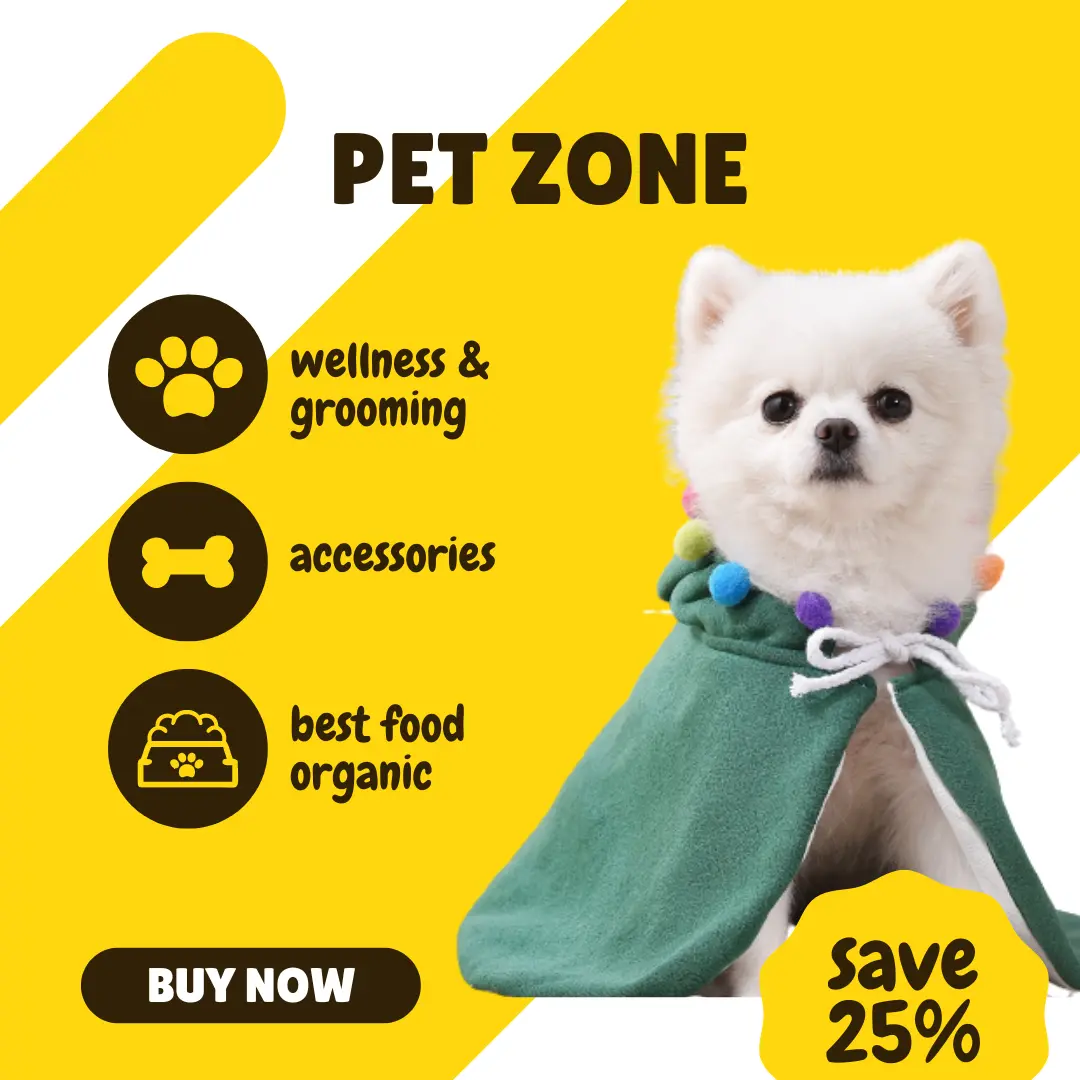 PET ZONE
wellness &
grooming
accessories
best food
organic
BUY NOW
save
25%